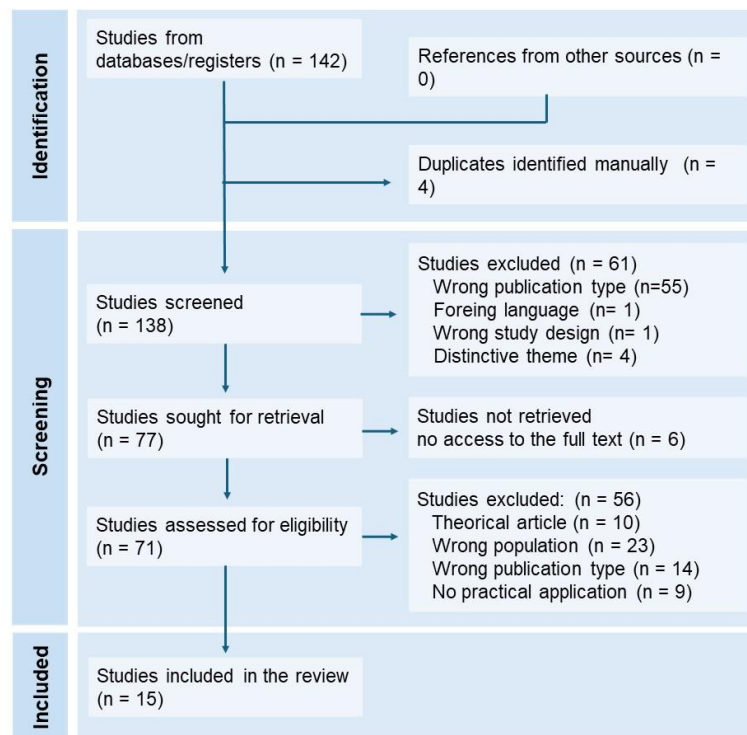 Identification
Studies from
databases/registers (n = 142)
References from other sources (n =
0)
Duplicates identified manually (n =
4)
Screening
Studies screened
(n = 138)
Studies excluded (n = 61)
Wrong publication type (n=55)
Foreing language (n= 1)
Wrong study design (n= 1)
Distinctive theme (n= 4)
Studies sought for retrieval
(n = 77)
Studies not retrieved
no access to the full text (n = 6)
Studies assessed for eligibility
(n = 71)
Studies excluded: (n = 56)
Theorical article (n = 10)
Wrong population (n = 23)
Wrong publication type (n = 14)
No practical application (n = 9)
Included
Studies included in the review
(n = 15)